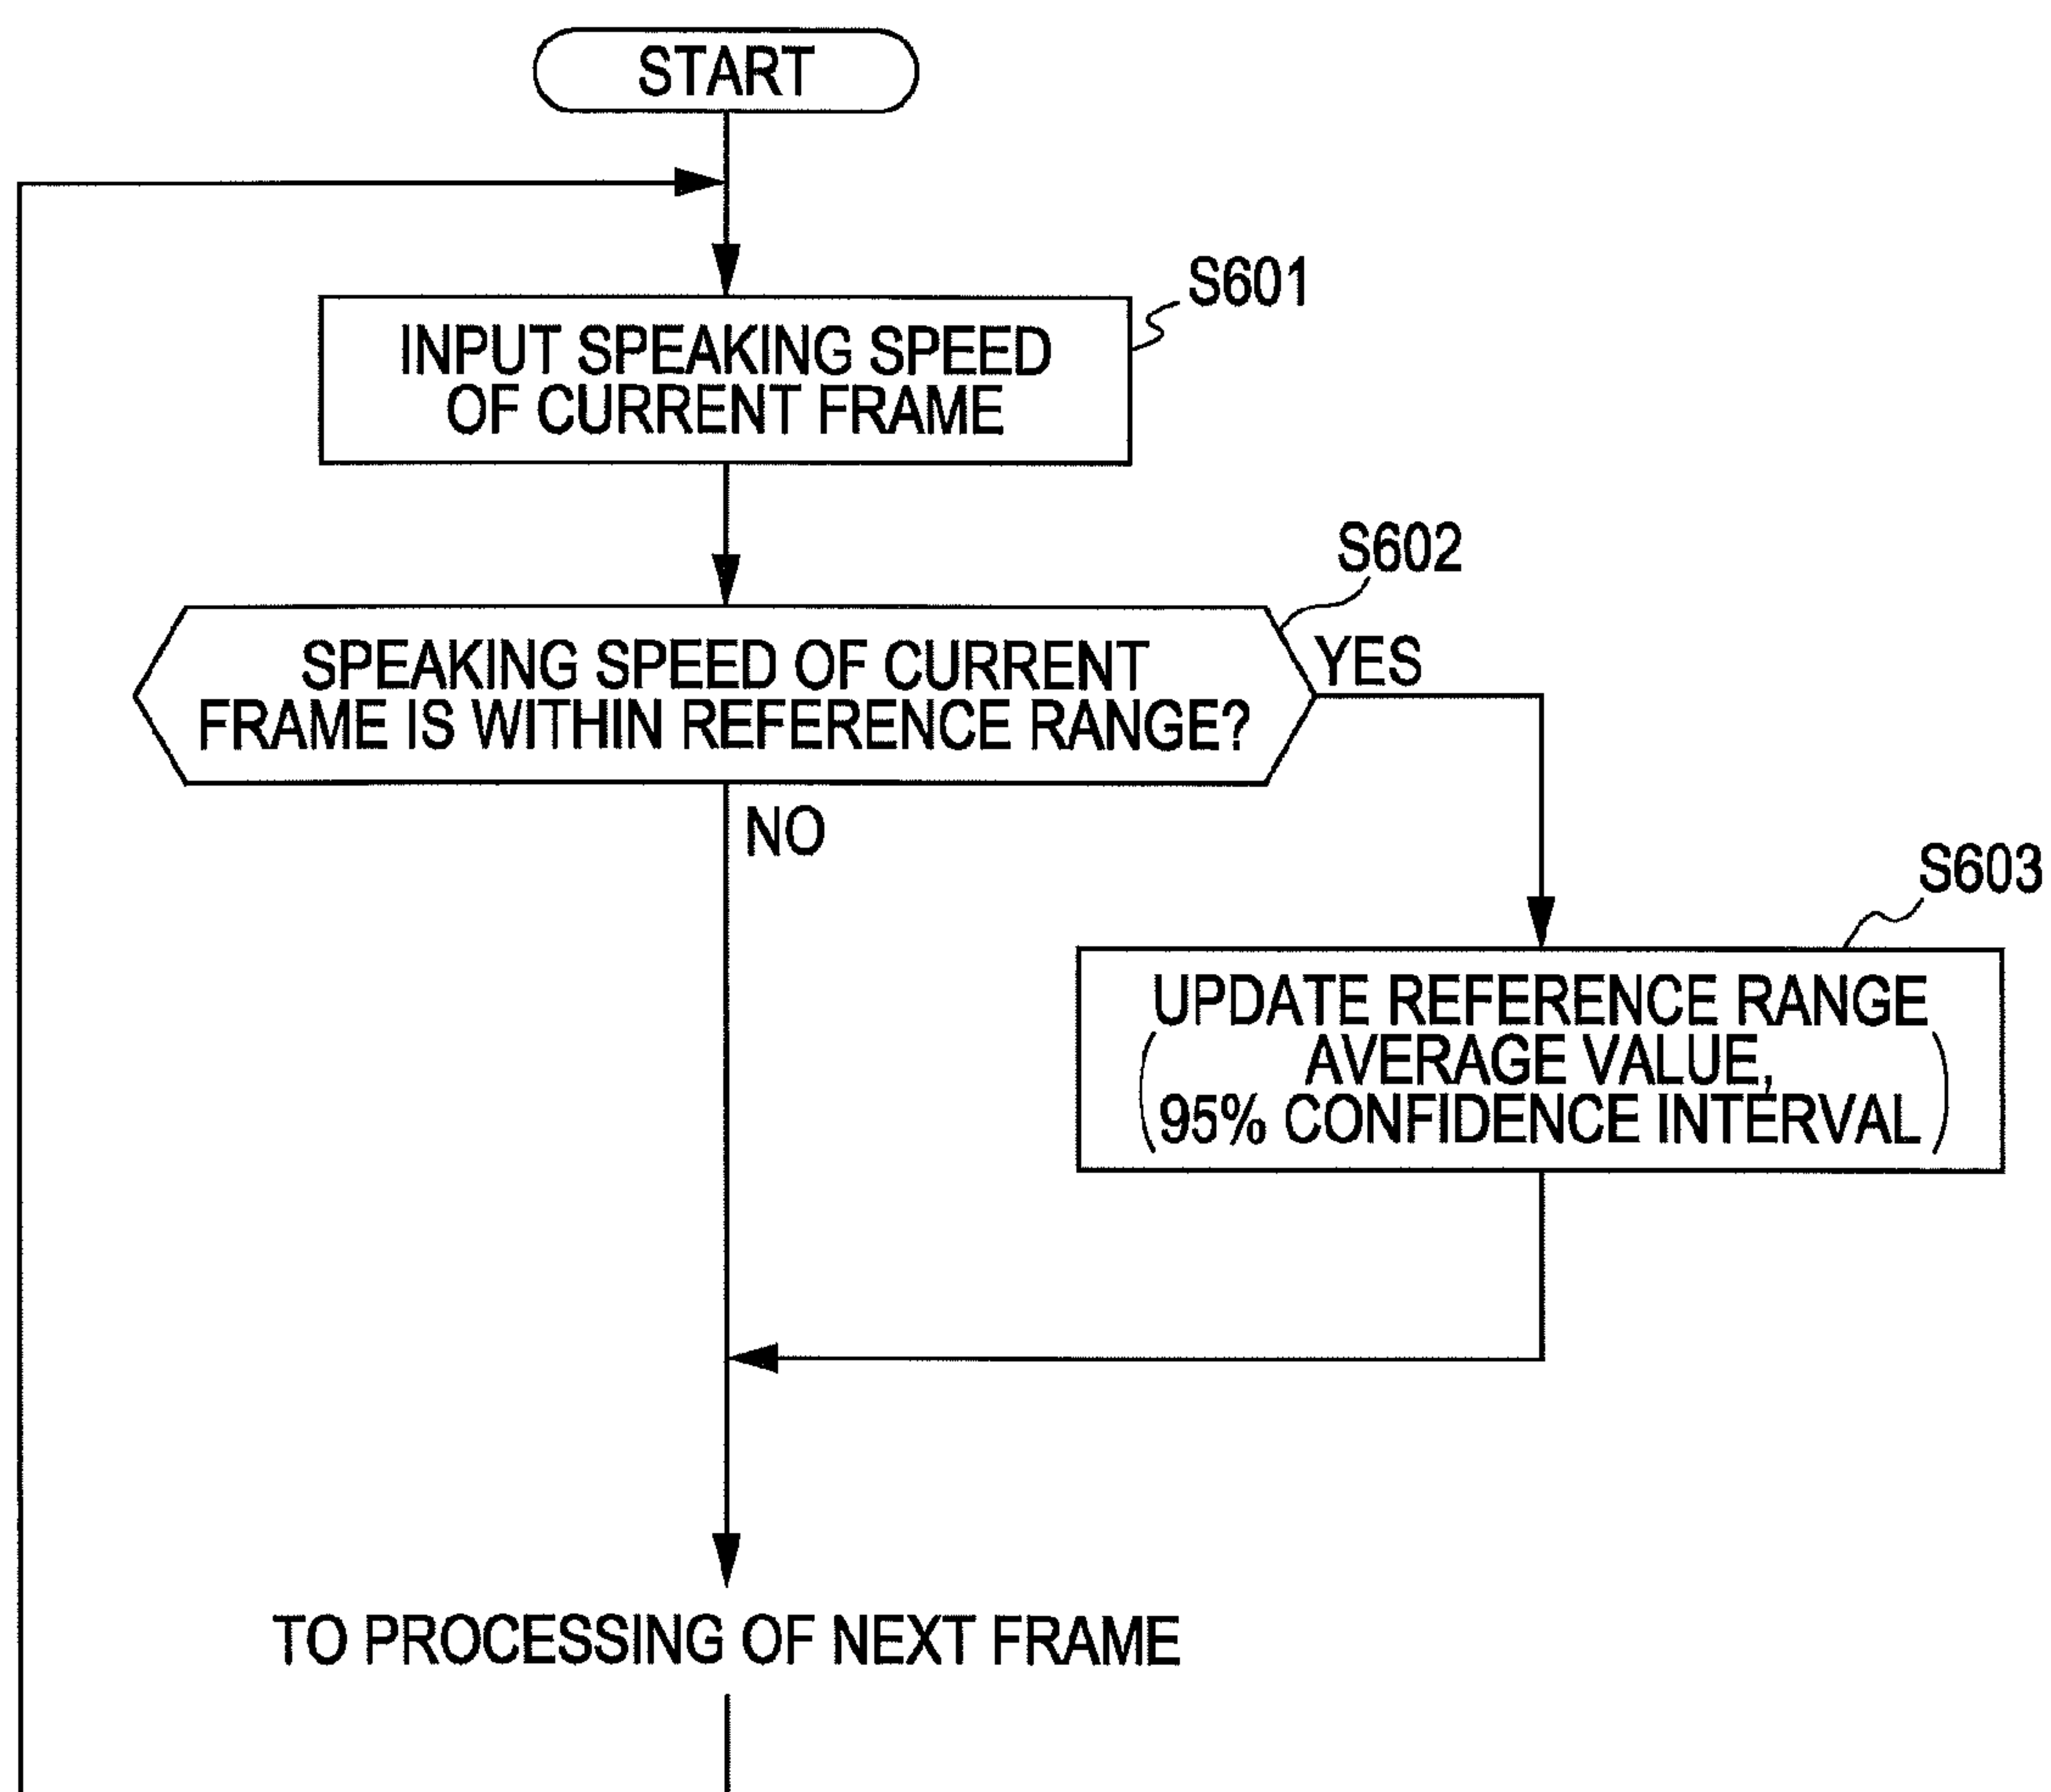 START
S601
INPUT SPEAKING SPEED
OF CURRENT FRAME
S602
SPEAKING SPEED OF CURRENT
FRAME IS WITHIN REFERENCE RANGE?
YES
NO
S603
UPDATE REFERENCE RANGE
(AVERAGE VALUE,
95% CONFIDENCE INTERVAL)
TO PROCESSING OF NEXT FRAME